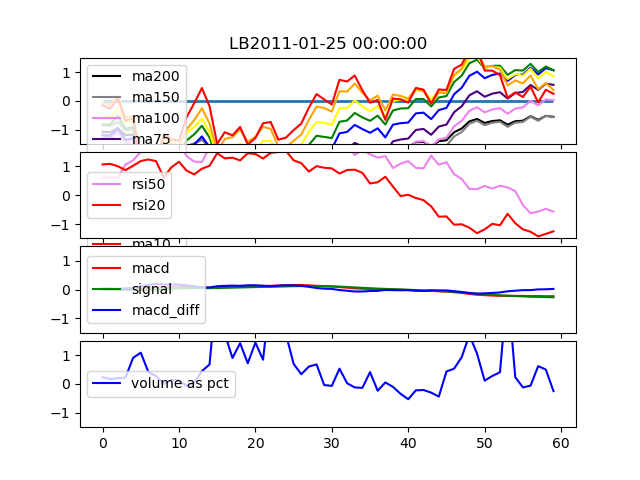 LB2011-01-25 00:00:00
1
0
−1
ma200
ma150
ma100
ma75
1
0
−1
rsi50
rsi20
ma10
1
0
−1
macd
signal
macd_diff
1
0
−1
volume as pct
0 10 20 30 40 50 60